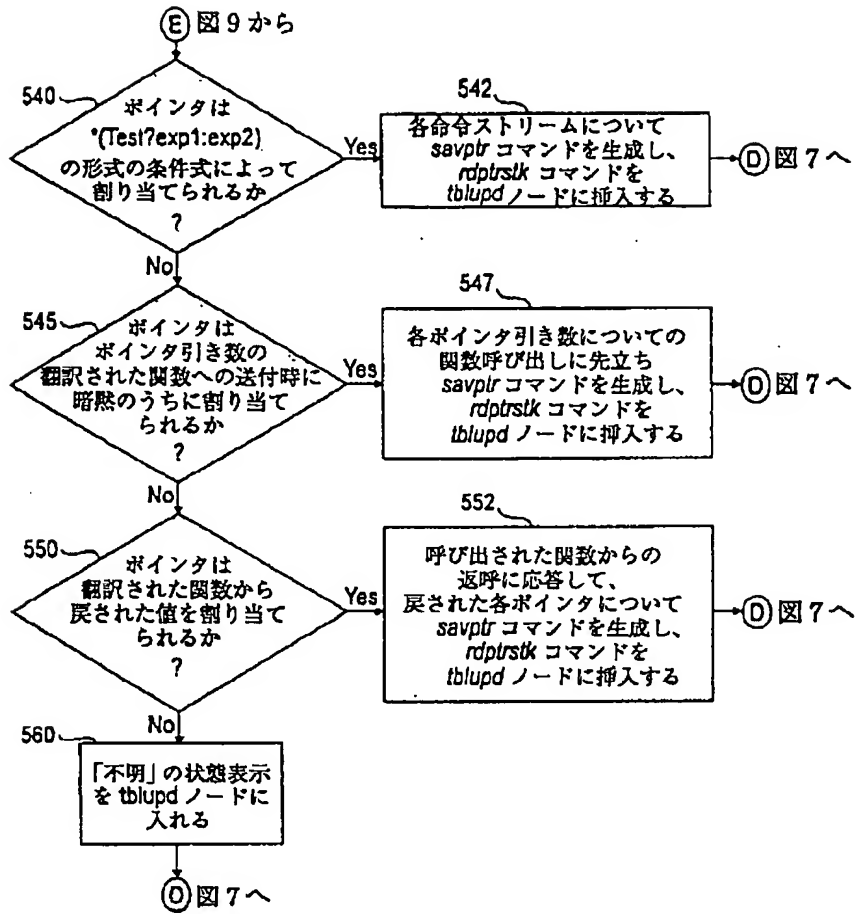 E 図9から
540
ポインタは
*(Test?exp1:exp2)
の形式の条件式によって
割り当てられるか
?
Yes
542
各命令ストリームについて
savptr コマンドを生成し、
rdptrstk コマンドを
tblupd ノードに挿入する
D 図7へ
No
545
ポインタは
ポインタ引き数の
翻訳された関数への送付時に
暗黙のうちに割り当て
られるか
?
Yes
547
各ポインタ引き数についての
関数呼び出しに先立ち
savptr コマンドを生成し、
rdptrstk コマンドを
tblupd ノードに挿入する
D 図7へ
No
550
ポインタは
翻訳された関数から
戻された値を割り当て
られるか
?
Yes
552
呼び出された関数からの
返呼に応答して、
戻された各ポインタについて
savptr コマンドを生成し、
rdptrstk コマンドを
tblupd ノードに挿入する
D 図7へ
No
560
「不明」の状態表示
を tblupd ノードに
入れる
D 図7へ